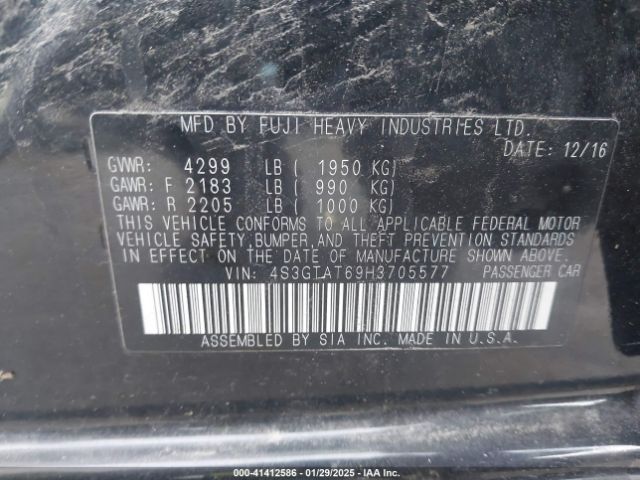 MFD. BY FUJI HEAVY INDUSTRIES LTD.
DATE: 12/16
GVWR: 4299 LB ( 1950 KG)
GAWR: F 2183 LB ( 990 KG)
GAWR: R 2205 LB ( 1000 KG)
THIS VEHICLE CONFORMS TO ALL APPLICABLE FEDERAL MOTOR
VEHICLE SAFETY, BUMPER, AND THEFT PREVENTION STANDARDS
IN EFFECT ON THE DATE OF MANUFACTURE SHOWN ABOVE.
VIN: 4S3GTAT69H3705577 PASSENGER CAR
ASSEMBLED BY SIA INC. MADE IN U.S.A.
000-41412586 - 01/29/2025 - IAA Inc.